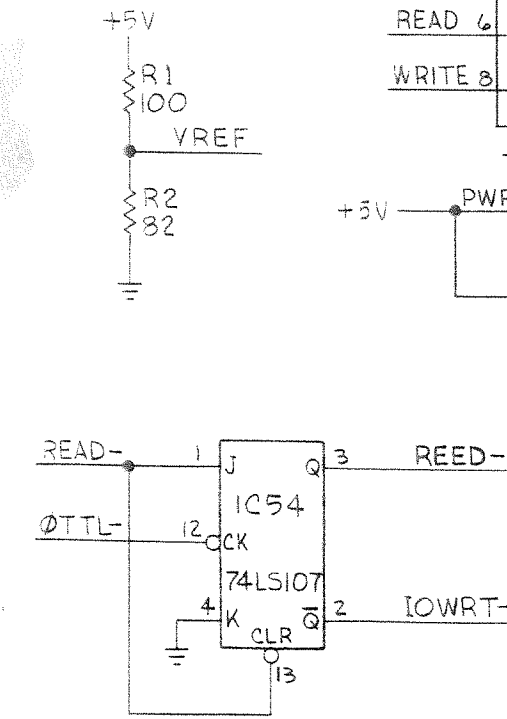 +5V
R1
100
VREF
R2
82
READ 6
WRITE 8
+5V
PWR
READ-
1
J
Q
3
REED-
IC54
ØTTL-
12
CK
74LS107
4
K
Q̅
2
IOWRT-
CLR
13